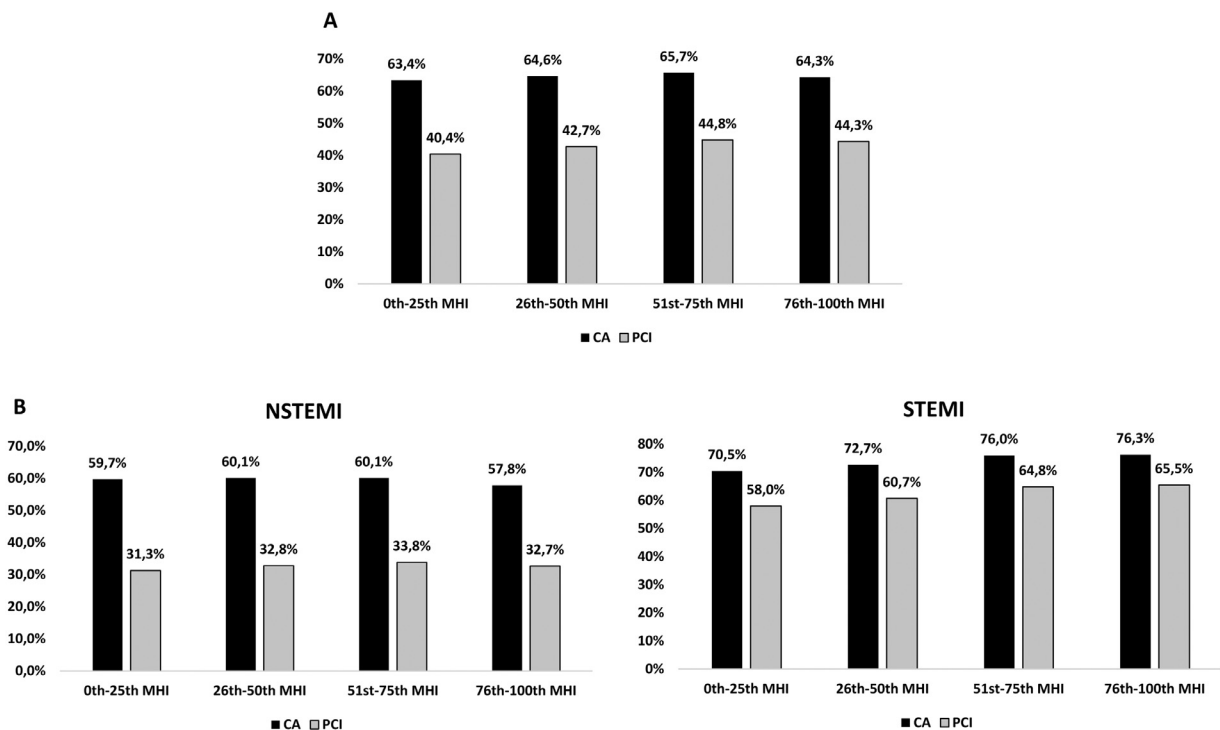 A
70%
60%
50%
40%
30%
20%
10%
0%
63,4%
40,4%
64,6%
42,7%
65,7%
44,8%
64,3%
44,3%
0th-25th MHI
26th-50th MHI
51st-75th MHI
76th-100th MHI
CA PCI
B
NSTEMI
70,0%
60,0%
50,0%
40,0%
30,0%
20,0%
10,0%
0,0%
59,7%
31,3%
60,1%
32,8%
60,1%
33,8%
57,8%
32,7%
0th-25th MHI
26th-50th MHI
51st-75th MHI
76th-100th MHI
CA PCI
STEMI
80%
70%
60%
50%
40%
30%
20%
10%
0%
70,5%
58,0%
72,7%
60,7%
76,0%
64,8%
76,3%
65,5%
0th-25th MHI
26th-50th MHI
51st-75th MHI
76th-100th MHI
CA PCI